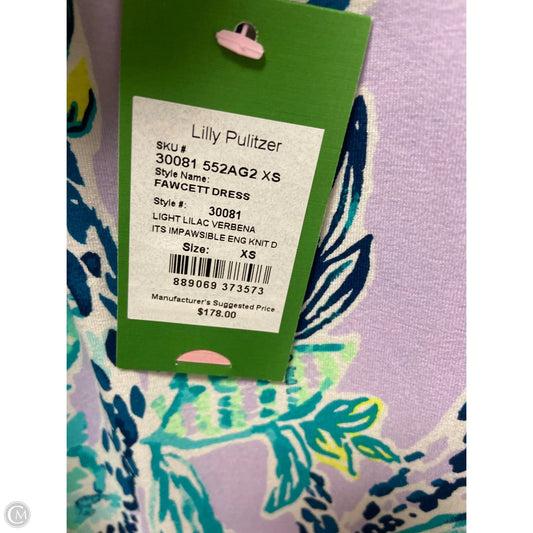 Lilly Pulitzer
SKU #
30081 552AG2 XS
Style Name:
FAWCETT DRESS
Style #: 30081
LIGHT LILAC VERBENA
ITS IMPAWSIBLE ENG KNIT D
Size: XS
889069 373573
Manufacturer's Suggested Price
$178.00
CM